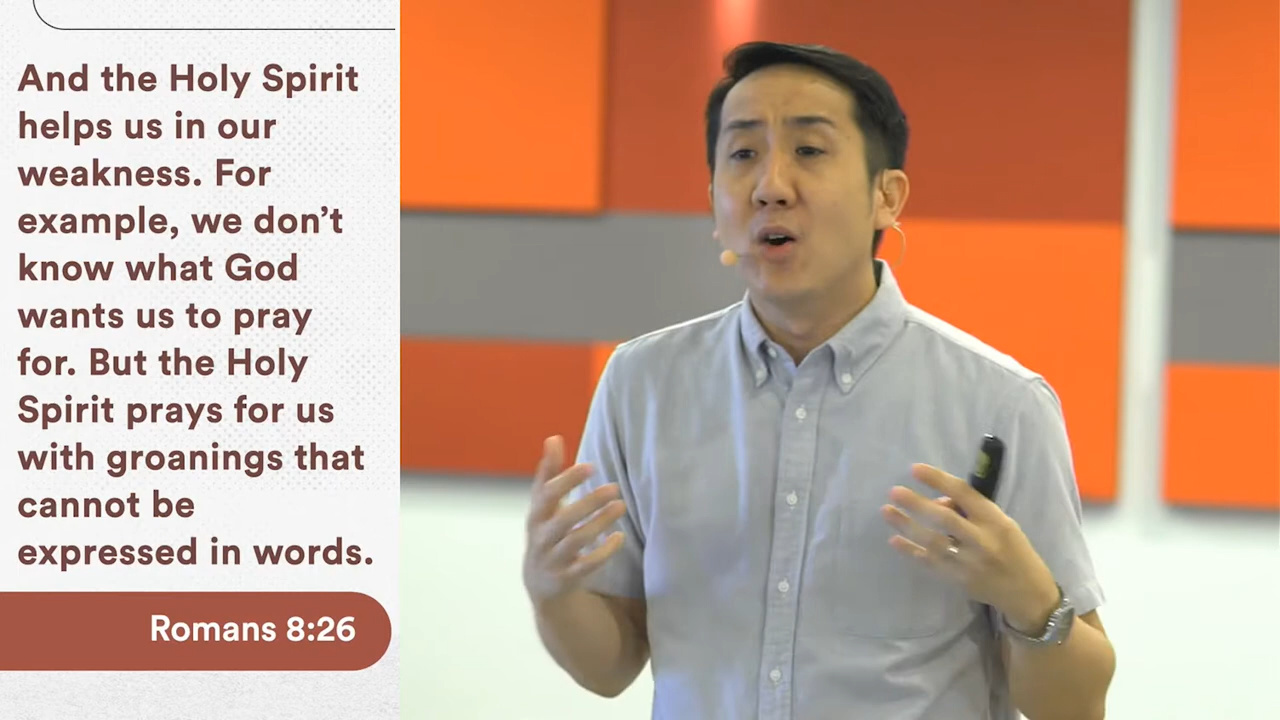 And the Holy Spirit
helps us in our
weakness. For
example, we don’t
know what God
wants us to pray
for. But the Holy
Spirit prays for us
with groanings that
cannot be
expressed in words.
Romans 8:26